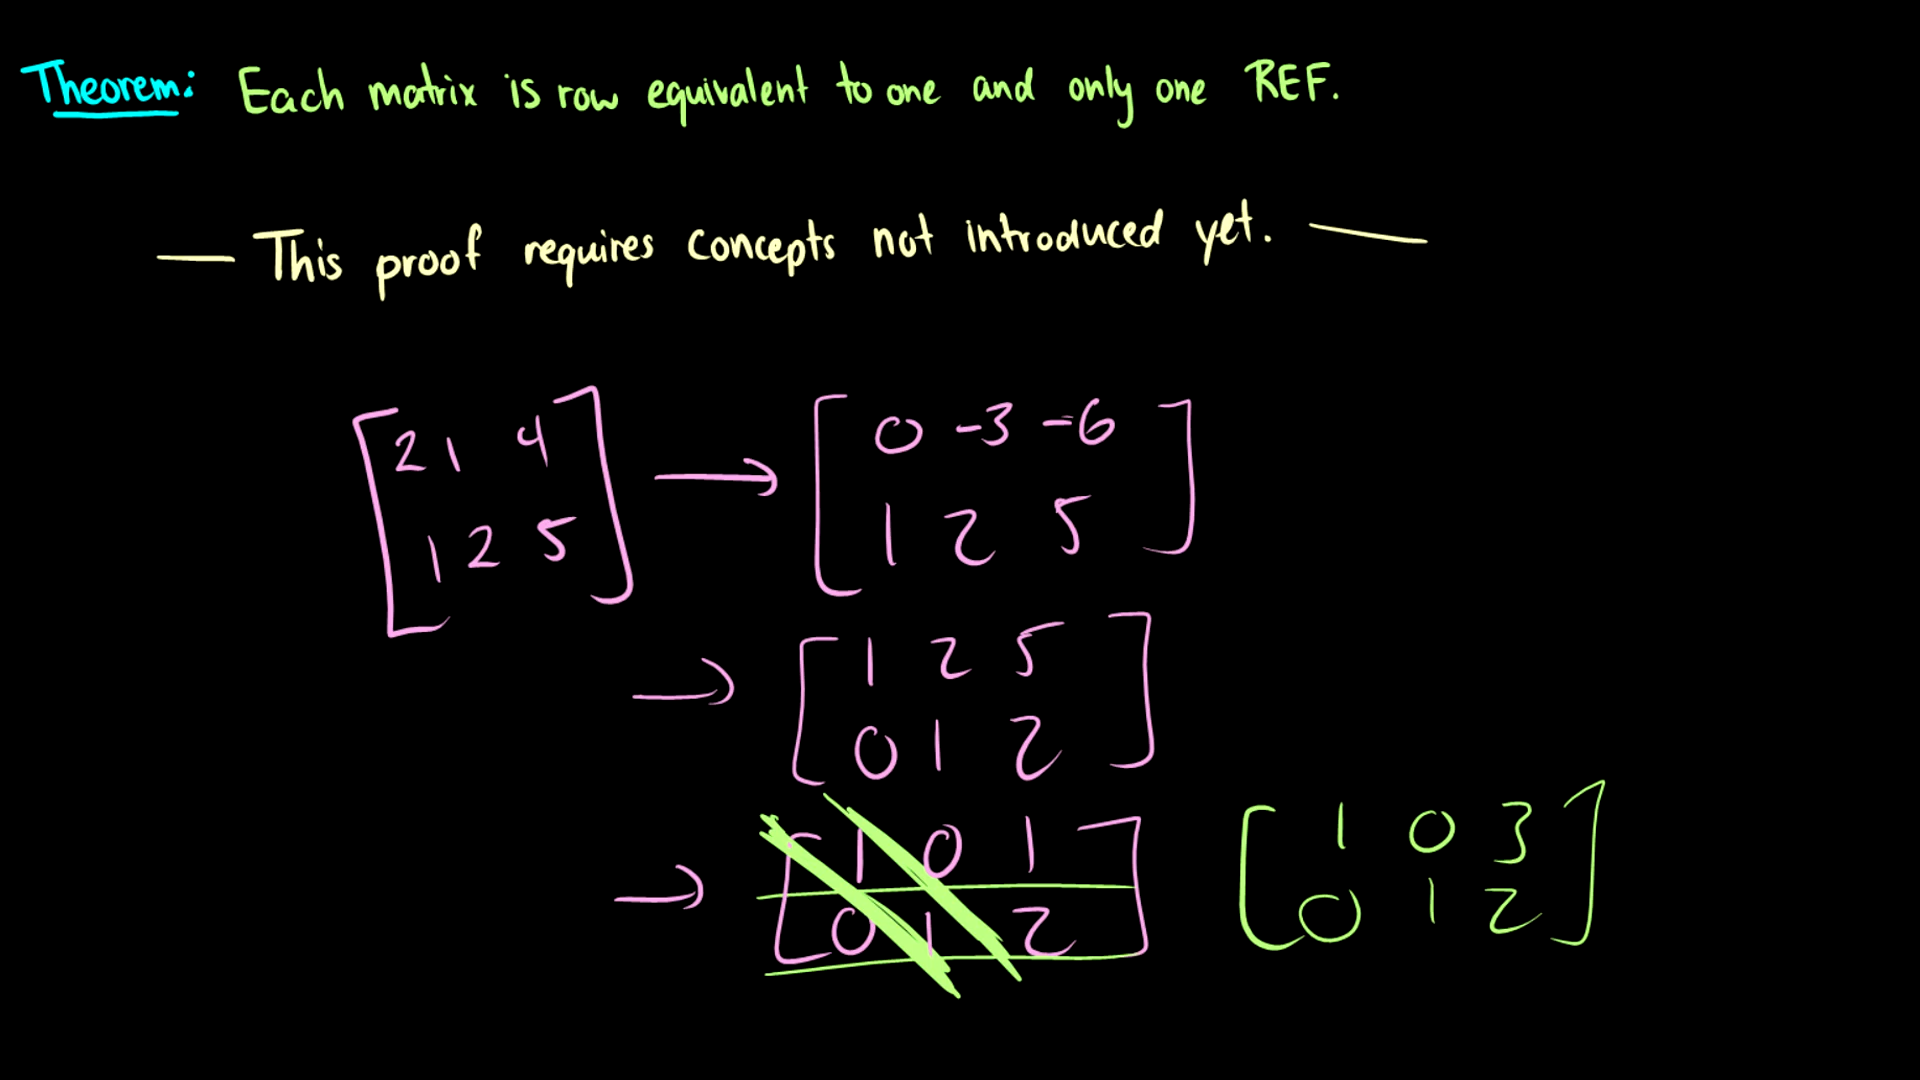 Theorem: Each matrix is row equivalent to one and only one REF.
— This proof requires concepts not introduced yet. —
[2 1 4] → [0 -3 -6]
[1 2 5] [1 2 5]
→ [1 2 5]
[0 1 2]
→ [1 0 1] [1 0 3]
[0 1 2] [0 1 2]